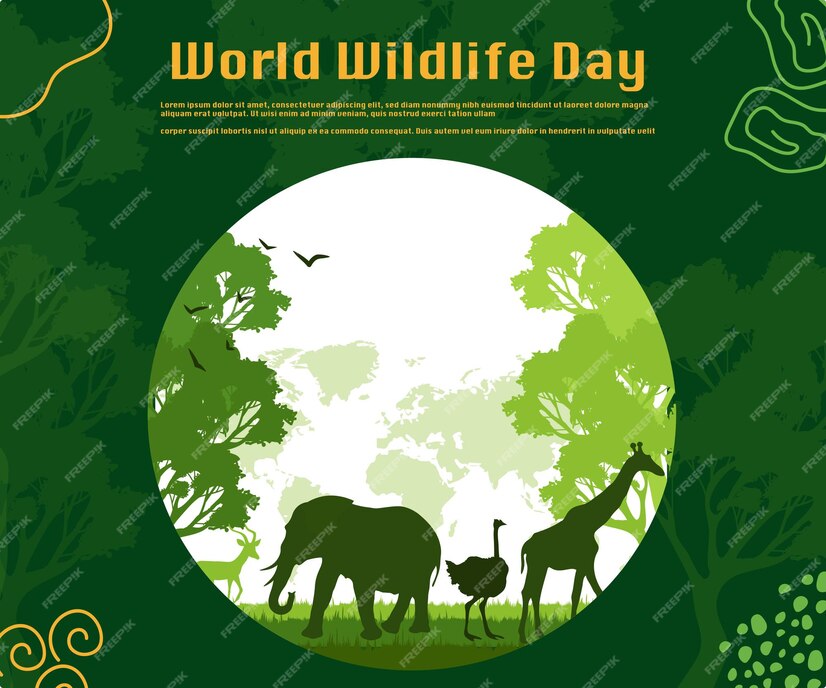 World Wildlife Day
Lorem ipsum dolor sit amet, consectetuer adipiscing elit, sed diam nonummy nibh euismod tincidunt ut laoreet dolore magna
aliquam erat volutpat. Ut wisi enim ad minim veniam, quis nostrud exerci tation ullam
corper suscipit lobortis nisl ut aliquip ex ea commodo consequat. Duis autem vel eum iriure dolor in hendrerit in vulputate velit
FREEPIK